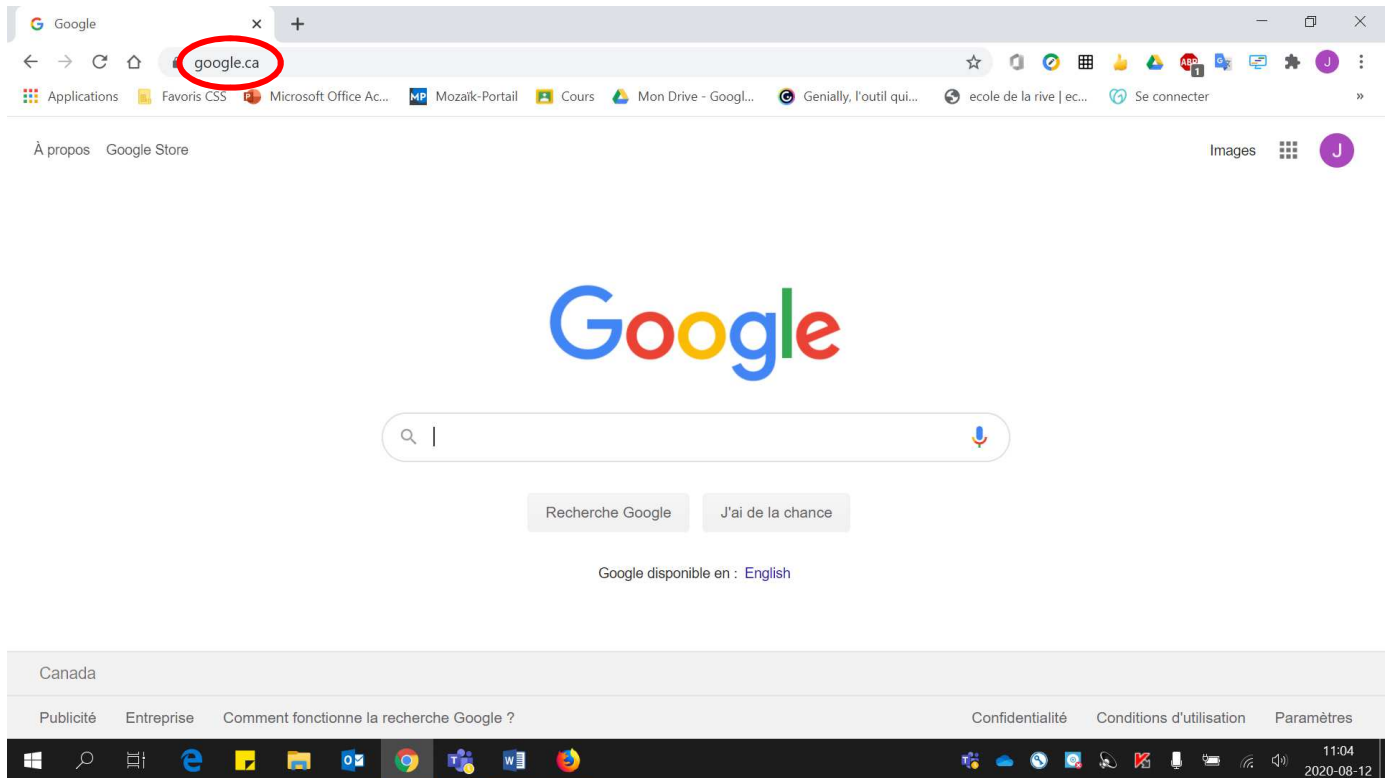 Google
google.ca
Applications Favoris CSS Microsoft Office Ac... MP Mozaïk-Portail Cours Mon Drive - Googl... Genially, l'outil qui... ecole de la rive | ec... Se connecter »
À propos Google Store Images J
Google
Recherche Google J'ai de la chance
Google disponible en : English
Canada
Publicité Entreprise Comment fonctionne la recherche Google ? Confidentialité Conditions d'utilisation Paramètres
11:04
2020-08-12